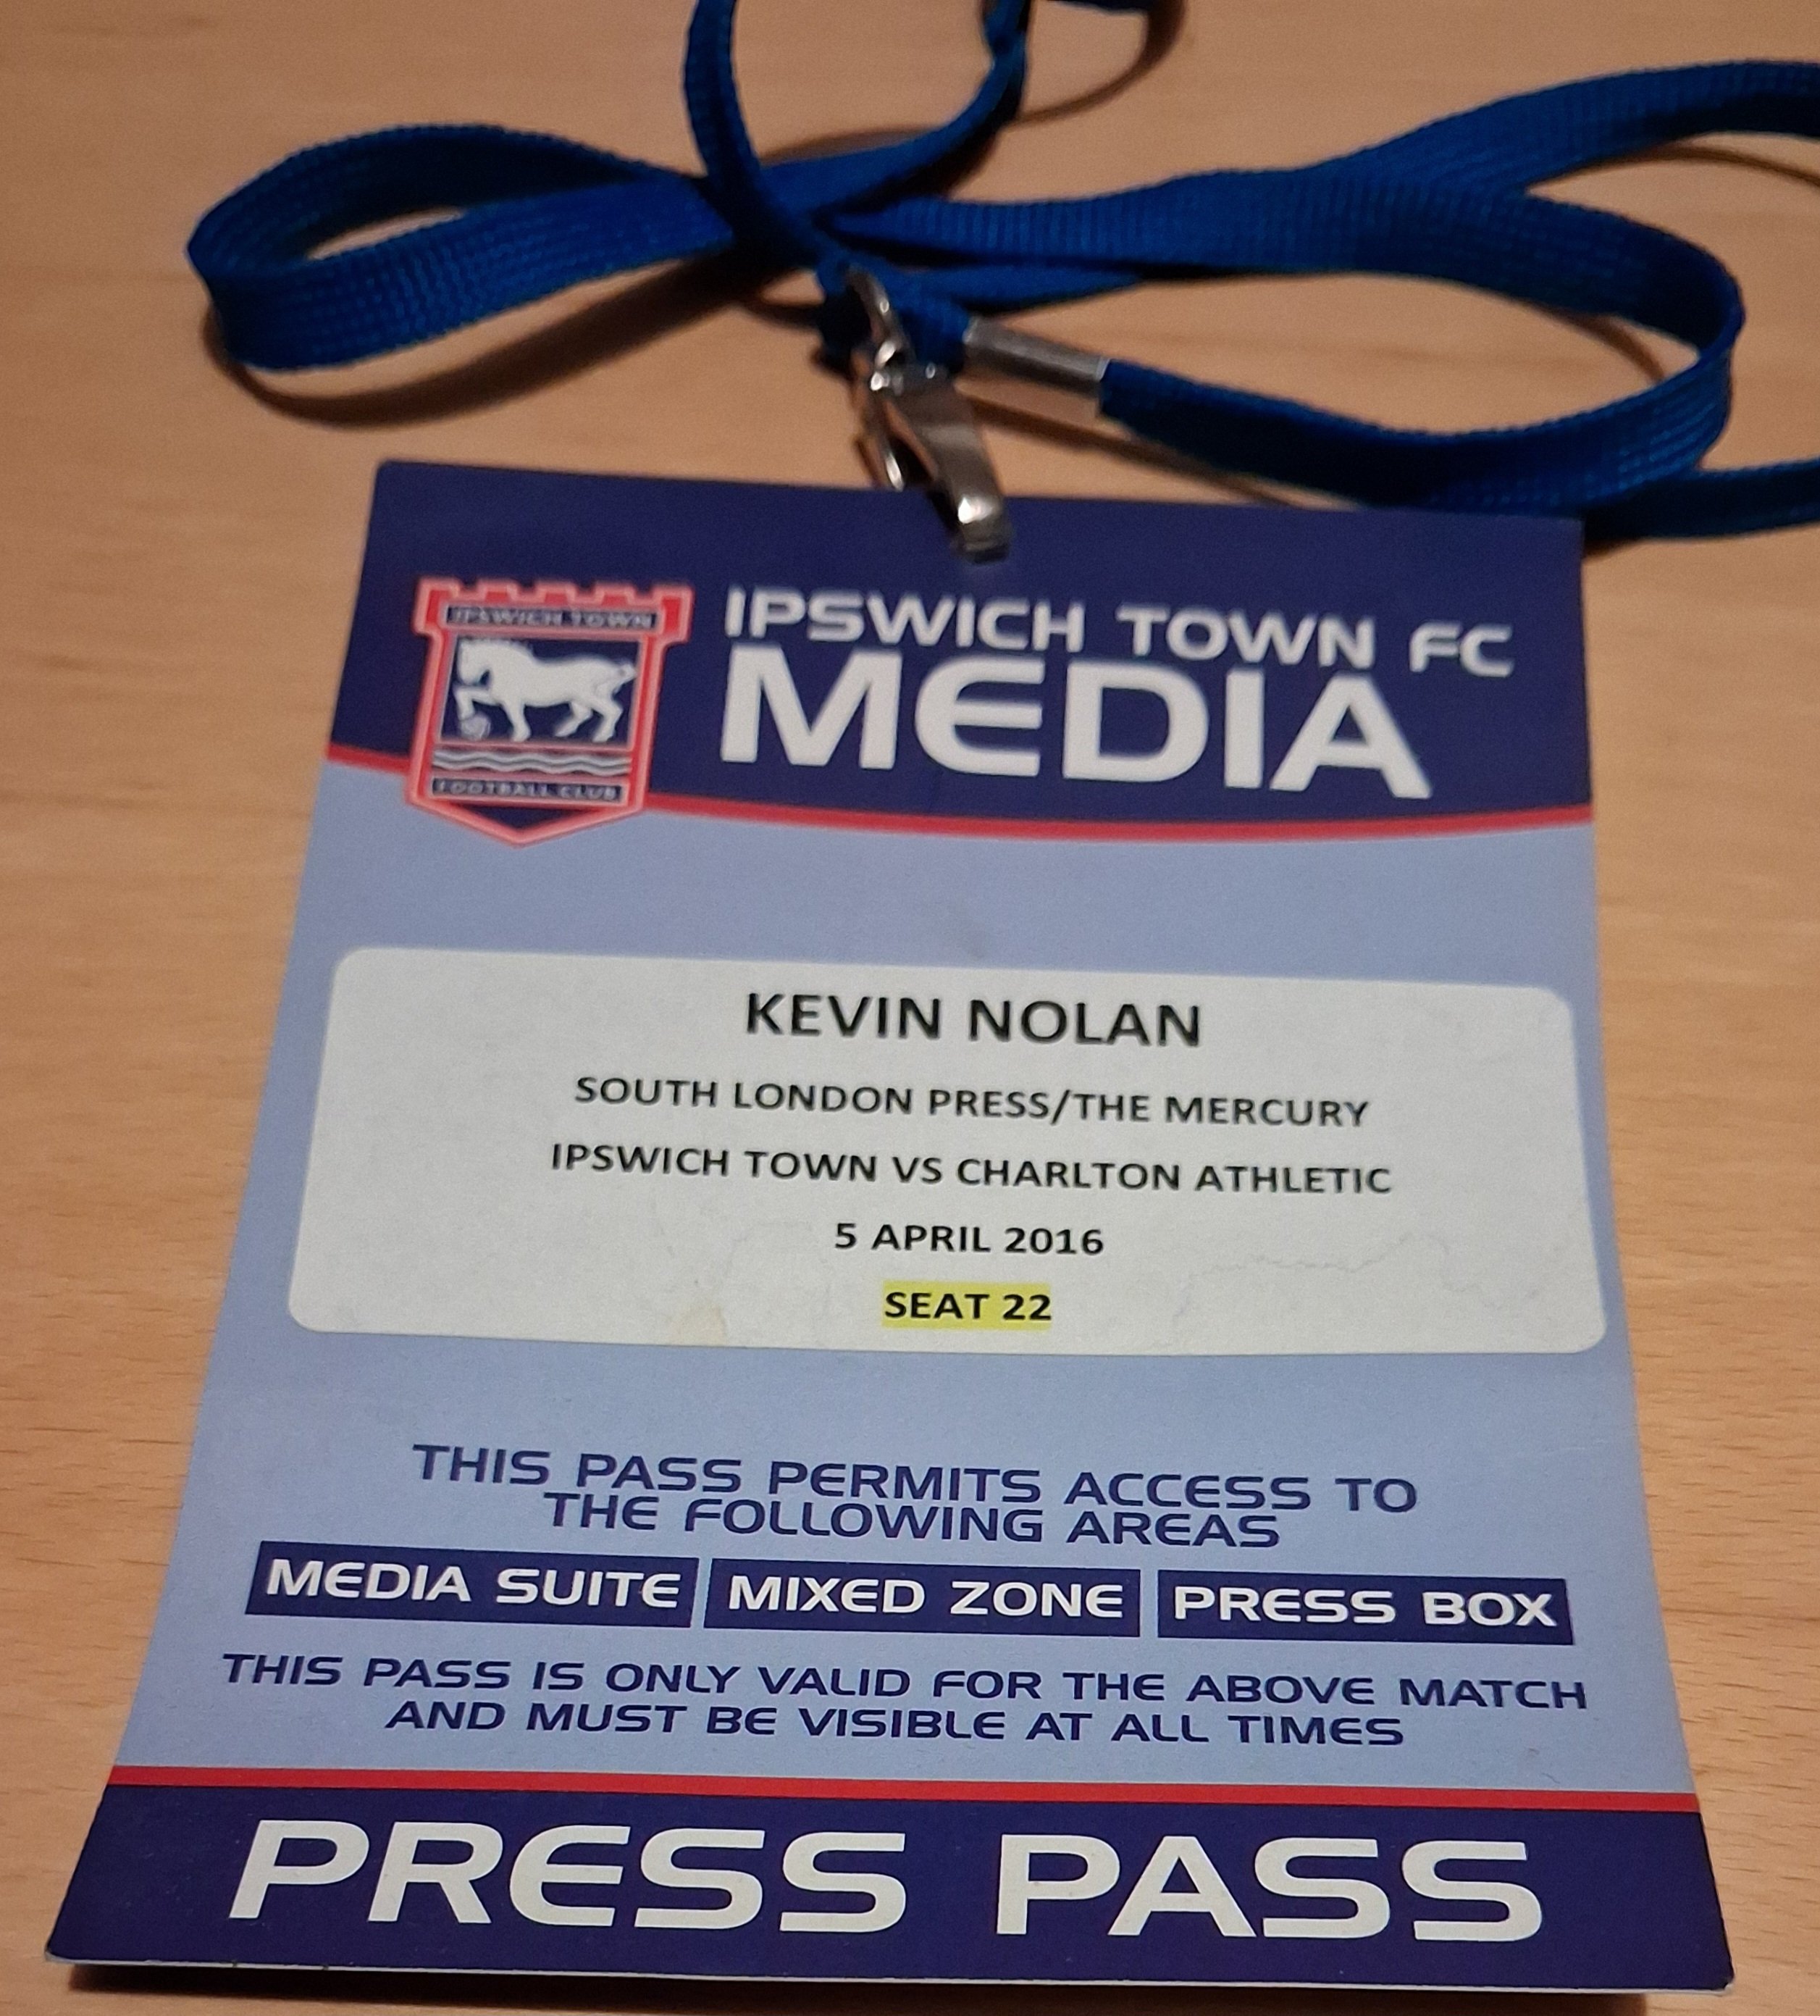 IPSWICH TOWN
FOOTBALL CLUB
IPSWICH TOWN FC
MEDIA
KEVIN NOLAN
SOUTH LONDON PRESS/THE MERCURY
IPSWICH TOWN VS CHARLTON ATHLETIC
5 APRIL 2016
SEAT 22
THIS PASS PERMITS ACCESS TO
THE FOLLOWING AREAS
MEDIA SUITE MIXED ZONE PRESS BOX
THIS PASS IS ONLY VALID FOR THE ABOVE MATCH
AND MUST BE VISIBLE AT ALL TIMES
PRESS PASS